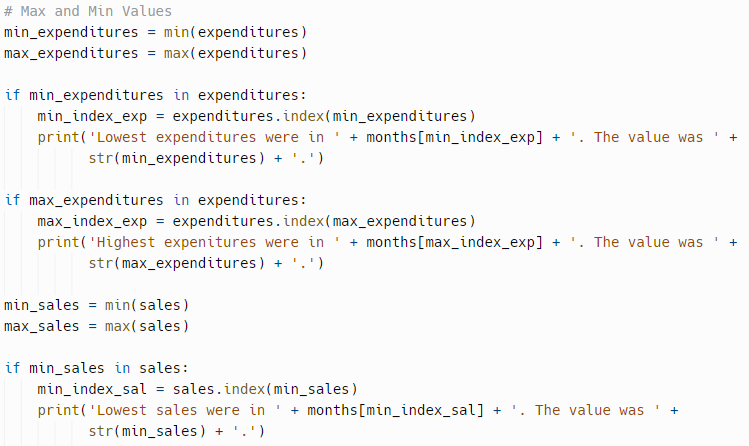 # Max and Min Values
min_expenditures = min(expenditures)
max_expenditures = max(expenditures)
if min_expenditures in expenditures:
min_index_exp = expenditures.index(min_expenditures)
print('Lowest expenditures were in ' + months[min_index_exp] + '. The value was ' +
str(min_expenditures) + '.')
if max_expenditures in expenditures:
max_index_exp = expenditures.index(max_expenditures)
print('Highest expenitures were in ' + months[max_index_exp] + '. The value was ' +
str(max_expenditures) + '.')
min_sales = min(sales)
max_sales = max(sales)
if min_sales in sales:
min_index_sal = sales.index(min_sales)
print('Lowest sales were in ' + months[min_index_sal] + '. The value was ' +
str(min_sales) + '.')